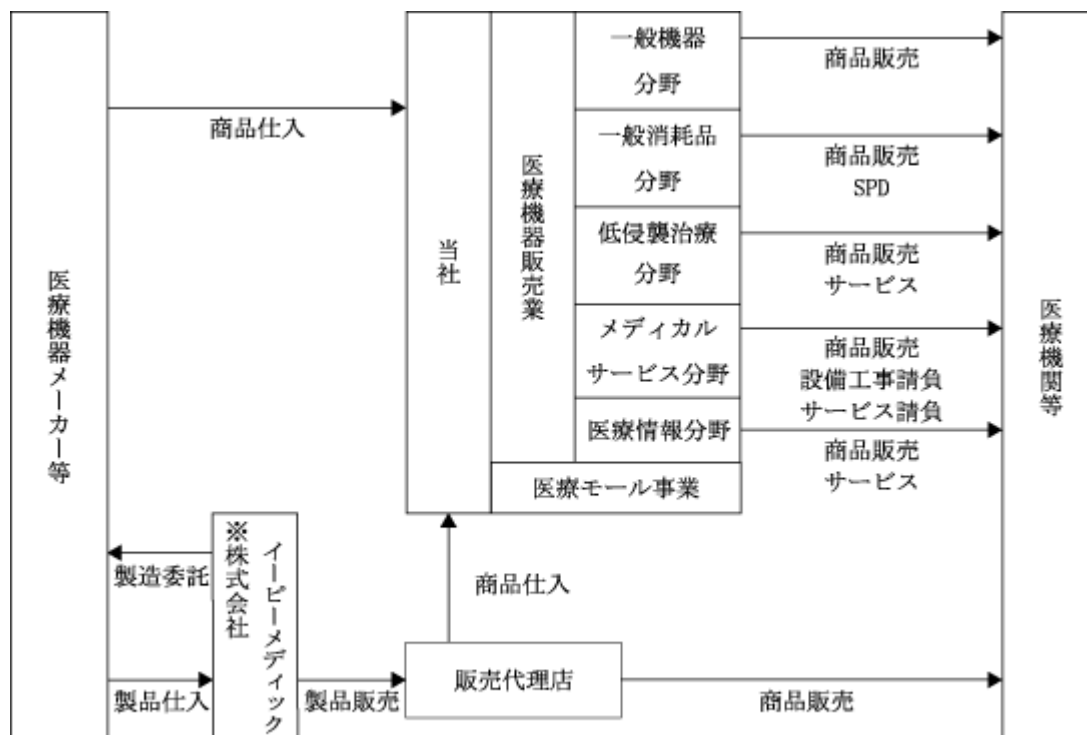 医療機器メーカー等
商品仕入
当社
医療機器販売業
一般機器
分野
商品販売
一般消耗品
分野
商品販売
SPD
低侵襲治療
分野
商品販売
サービス
メディカル
サービス分野
商品販売
設備工事請負
サービス請負
医療情報分野
商品販売
サービス
医療モール事業
医療機関等
製造委託
製品仕入
※株式会社
イーピーメディック
製品販売
商品仕入
販売代理店
商品販売